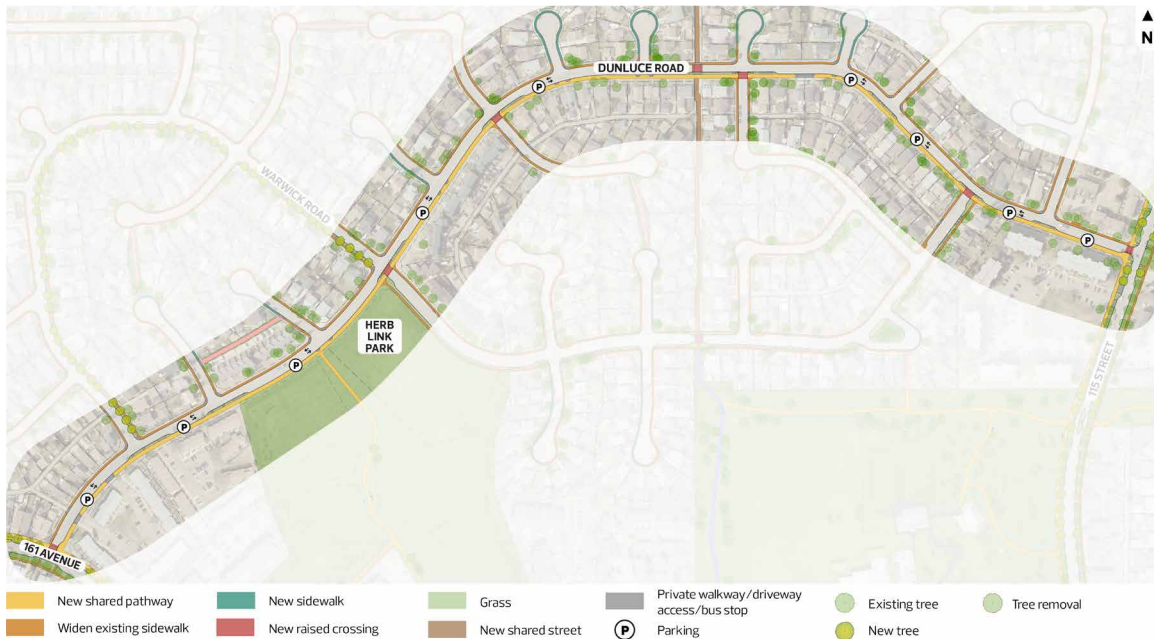 N
DUNLUCE ROAD
P
P
P
WARWICK ROAD
P
P
P
HERB
LINK
PARK
P
115 STREET
P
P
161 AVENUE
New shared pathway
New sidewalk
Grass
Private walkway/driveway
access/bus stop
Existing tree
Tree removal
Widen existing sidewalk
New raised crossing
New shared street
P
Parking
New tree